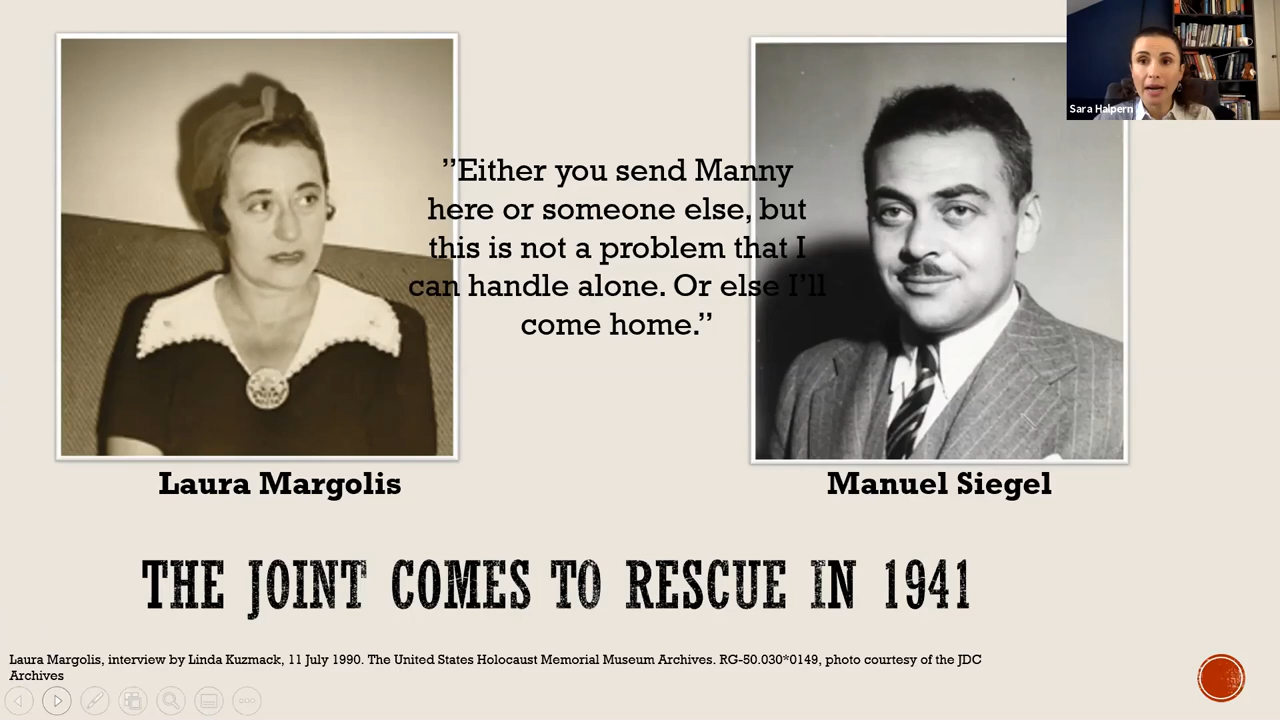 Sara Halpern
”Either you send Manny
here or someone else, but
this is not a problem that I
can handle alone. Or else I’ll
come home.”
Laura Margolis
Manuel Siegel
THE JOINT COMES TO RESCUE IN 1941
Laura Margolis, interview by Linda Kuzmack, 11 July 1990. The United States Holocaust Memorial Museum Archives. RG-50.030*0149, photo courtesy of the JDC
Archives